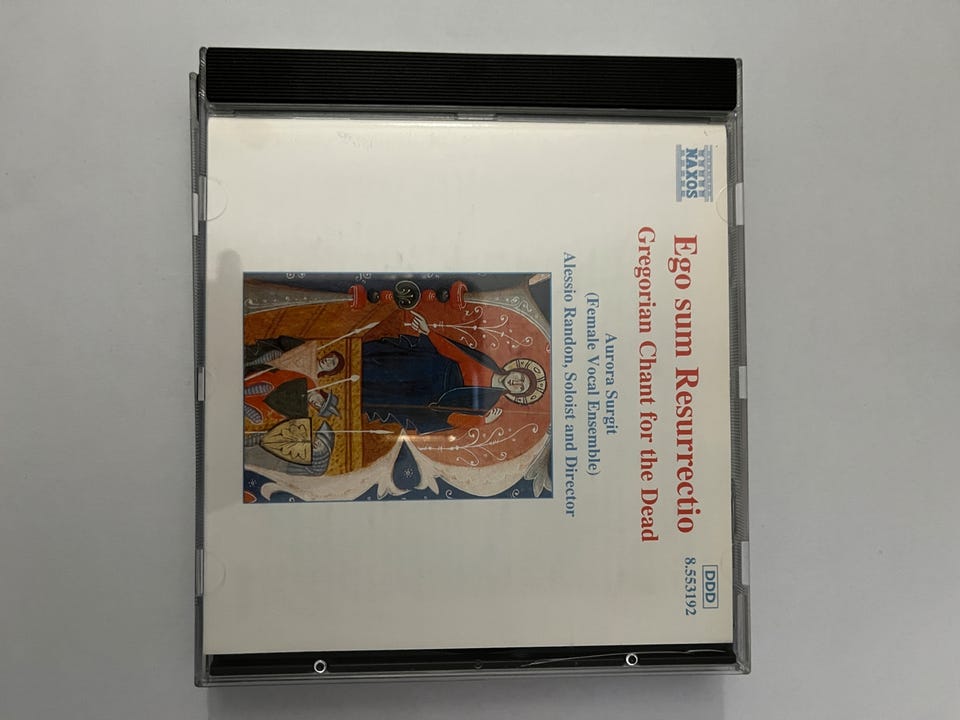 NAXOS
Ego sum Resurrectio
Gregorian Chant for the Dead
DDD
8.553192
Aurora Surgit
(Female Vocal Ensemble)
Alessio Randon, Soloist and Director